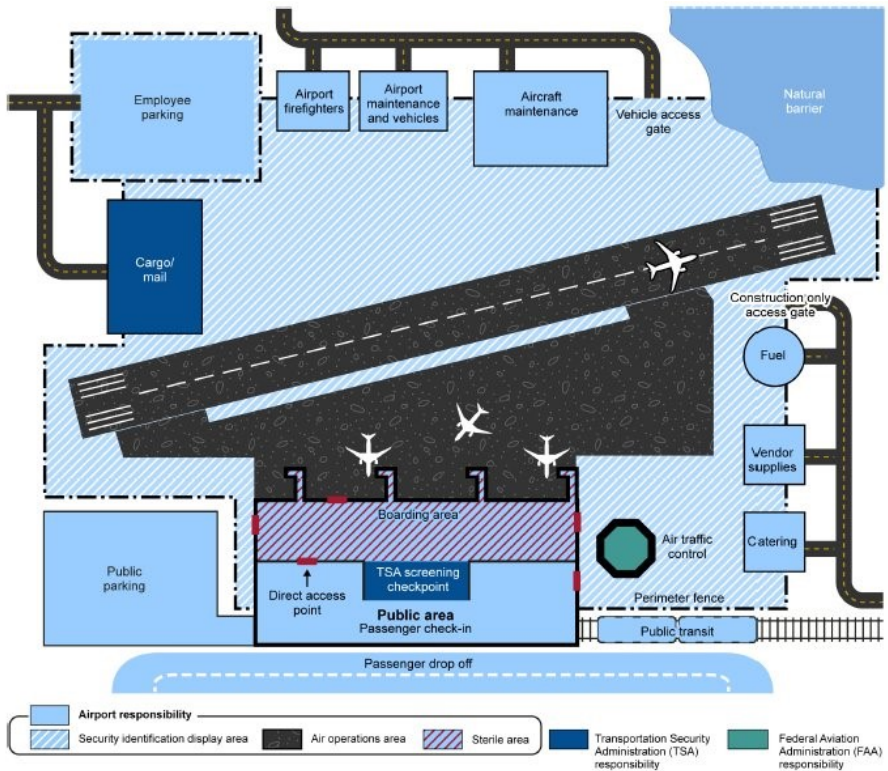 Employee
parking
Airport
firefighters
Airport
maintenance
and vehicles
Aircraft
maintenance
Vehicle access
gate
Natural
barrier
Cargo/
mail
Construction only
access gate
Fuel
Vendor
supplies
Boarding area
Air traffic
control
Catering
Public
parking
TSA screening
checkpoint
Direct access
point
Public area
Passenger check-in
Perimeter fence
Public transit
Passenger drop off
Airport responsibility
Security identification display area
Air operations area
Sterile area
Transportation Security
Administration (TSA)
responsibility
Federal Aviation
Administration (FAA)
responsibility